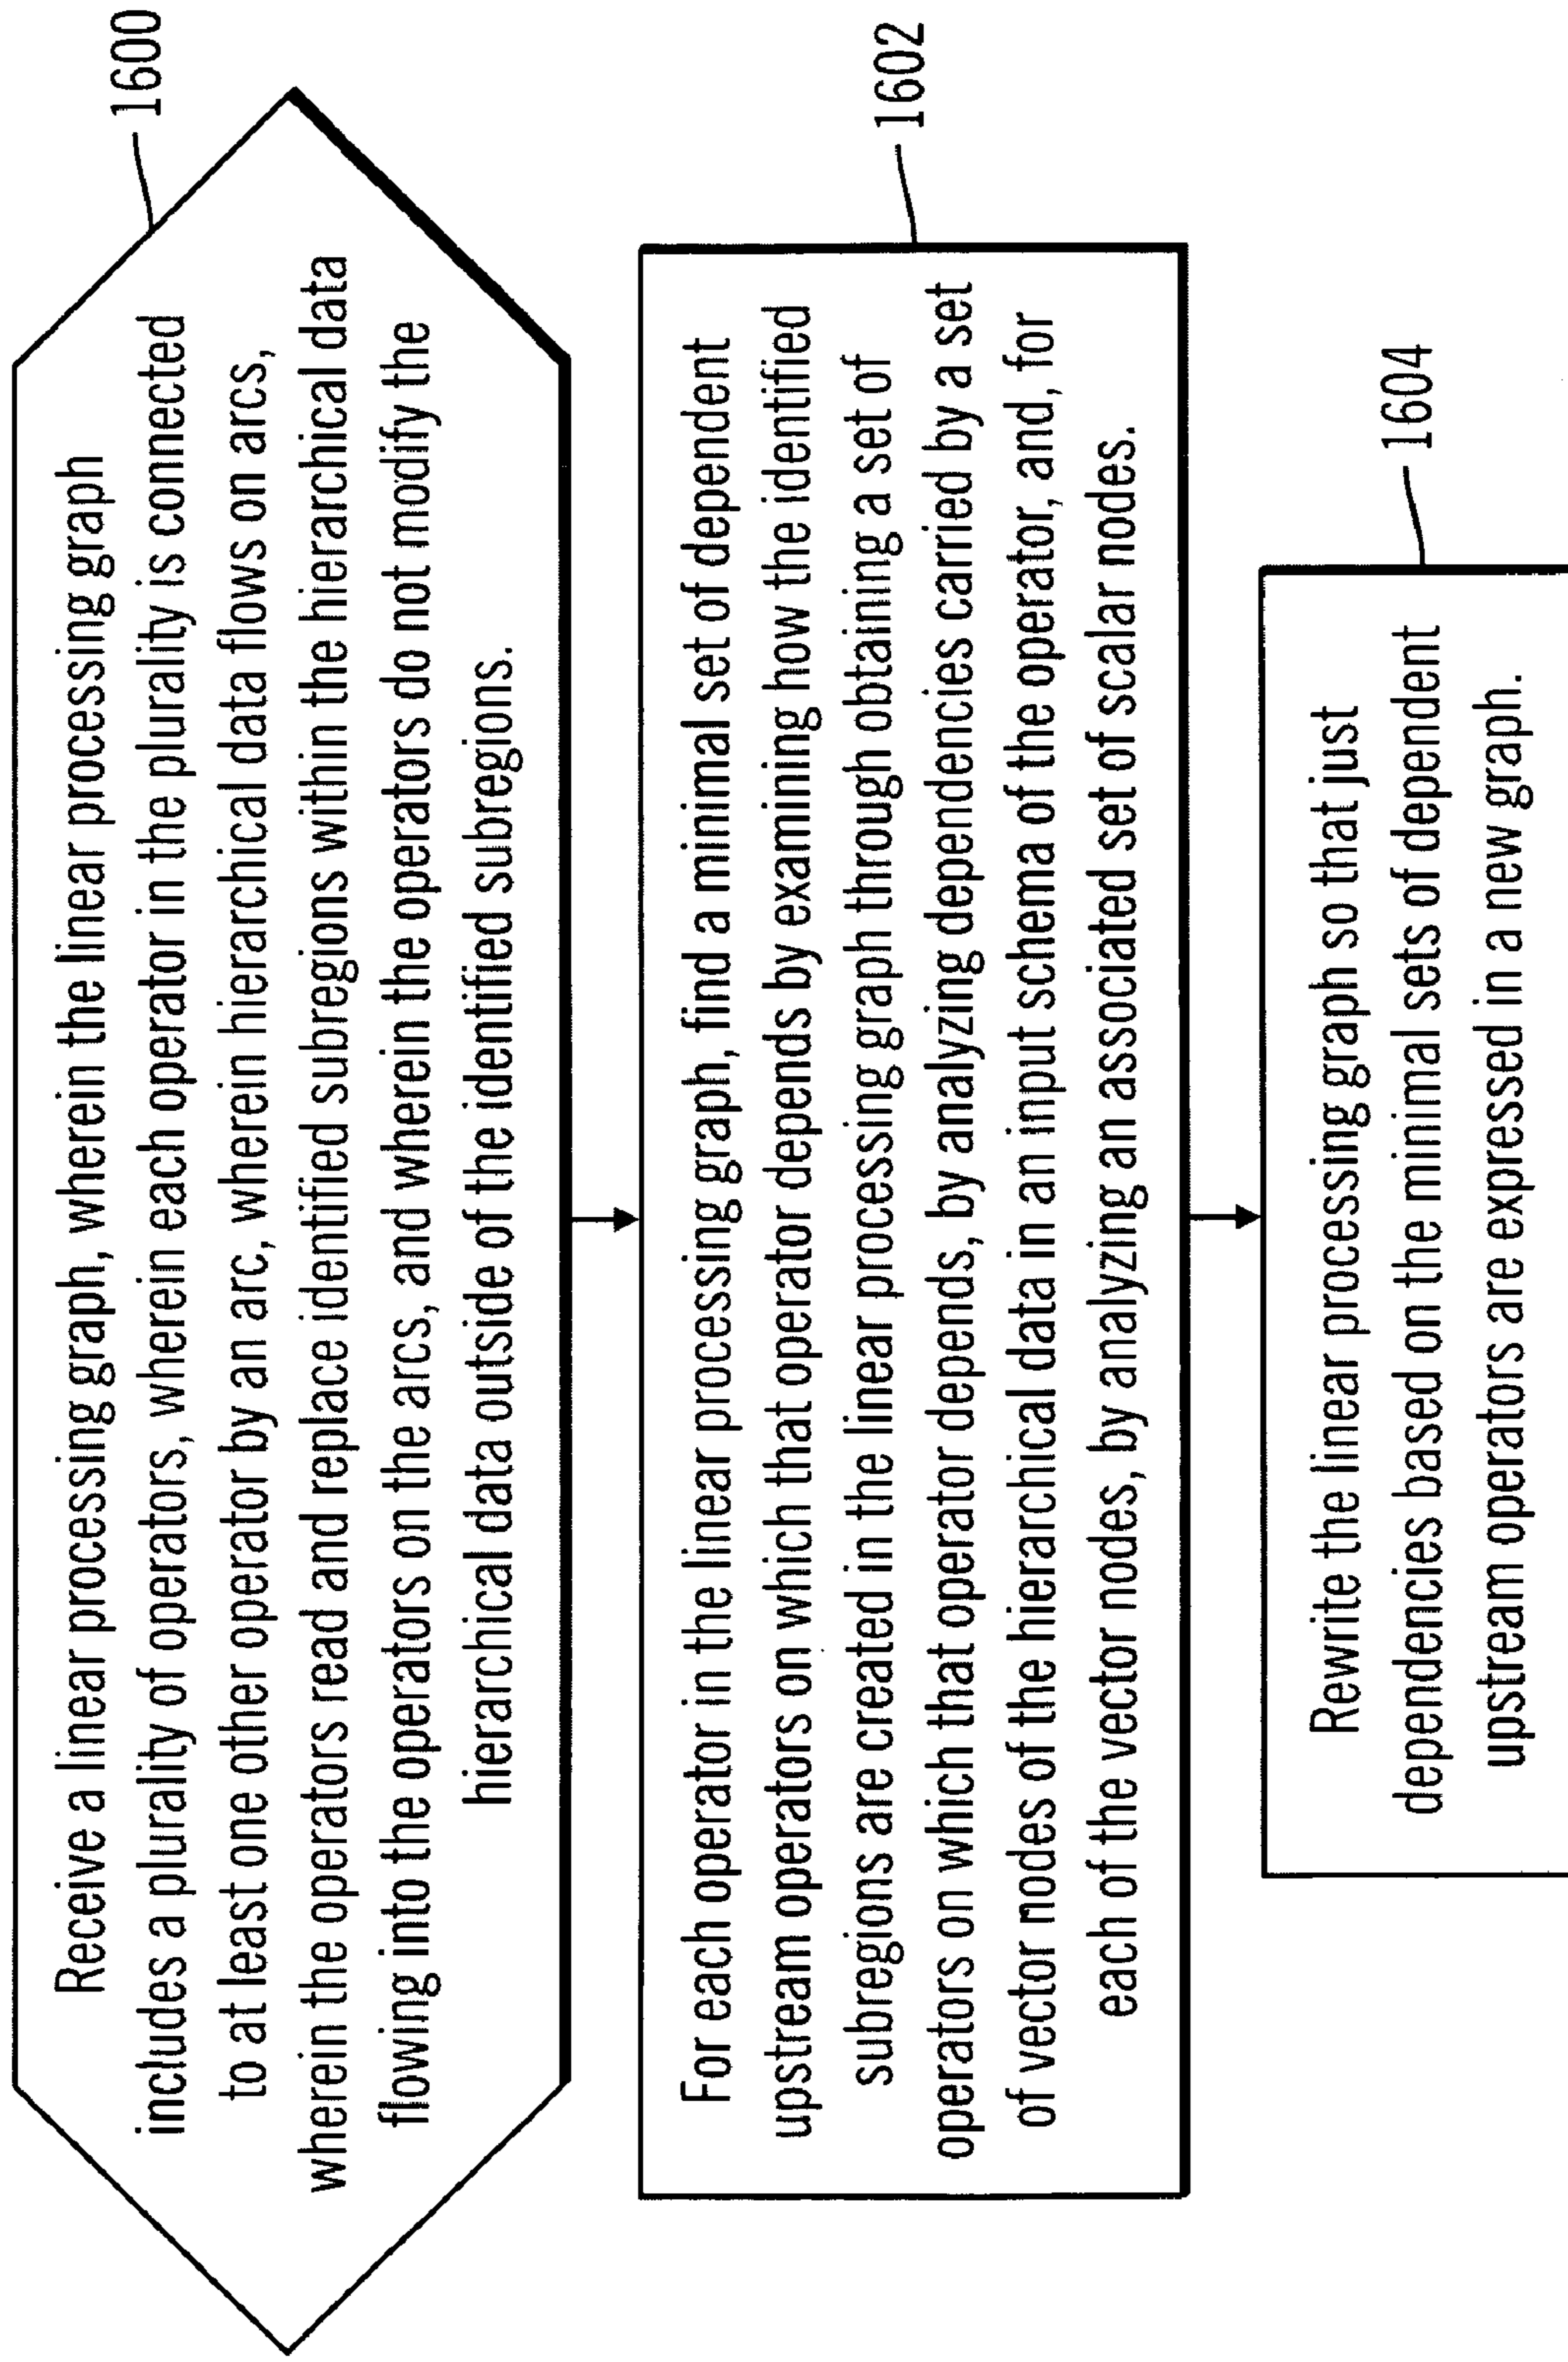 1600
Receive a linear processing graph, wherein the linear processing graph
includes a plurality of operators, wherein each operator in the plurality is connected
to at least one other operator by an arc, wherein hierarchical data flows on arcs,
wherein the operators read and replace identified subregions within the hierarchical data
flowing into the operators on the arcs, and wherein the operators do not modify the
hierarchical data outside of the identified subregions.
1602
For each operator in the linear processing graph, find a minimal set of dependent
upstream operators on which that operator depends by examining how the identified
subregions are created in the linear processing graph through obtaining a set of
operators on which that operator depends, by analyzing dependencies carried by a set
of vector nodes of the hierarchical data in an input schema of the operator, and, for
each of the vector nodes, by analyzing an associated set of scalar nodes.
1604
Rewrite the linear processing graph so that just
dependencies based on the minimal sets of dependent
upstream operators are expressed in a new graph.